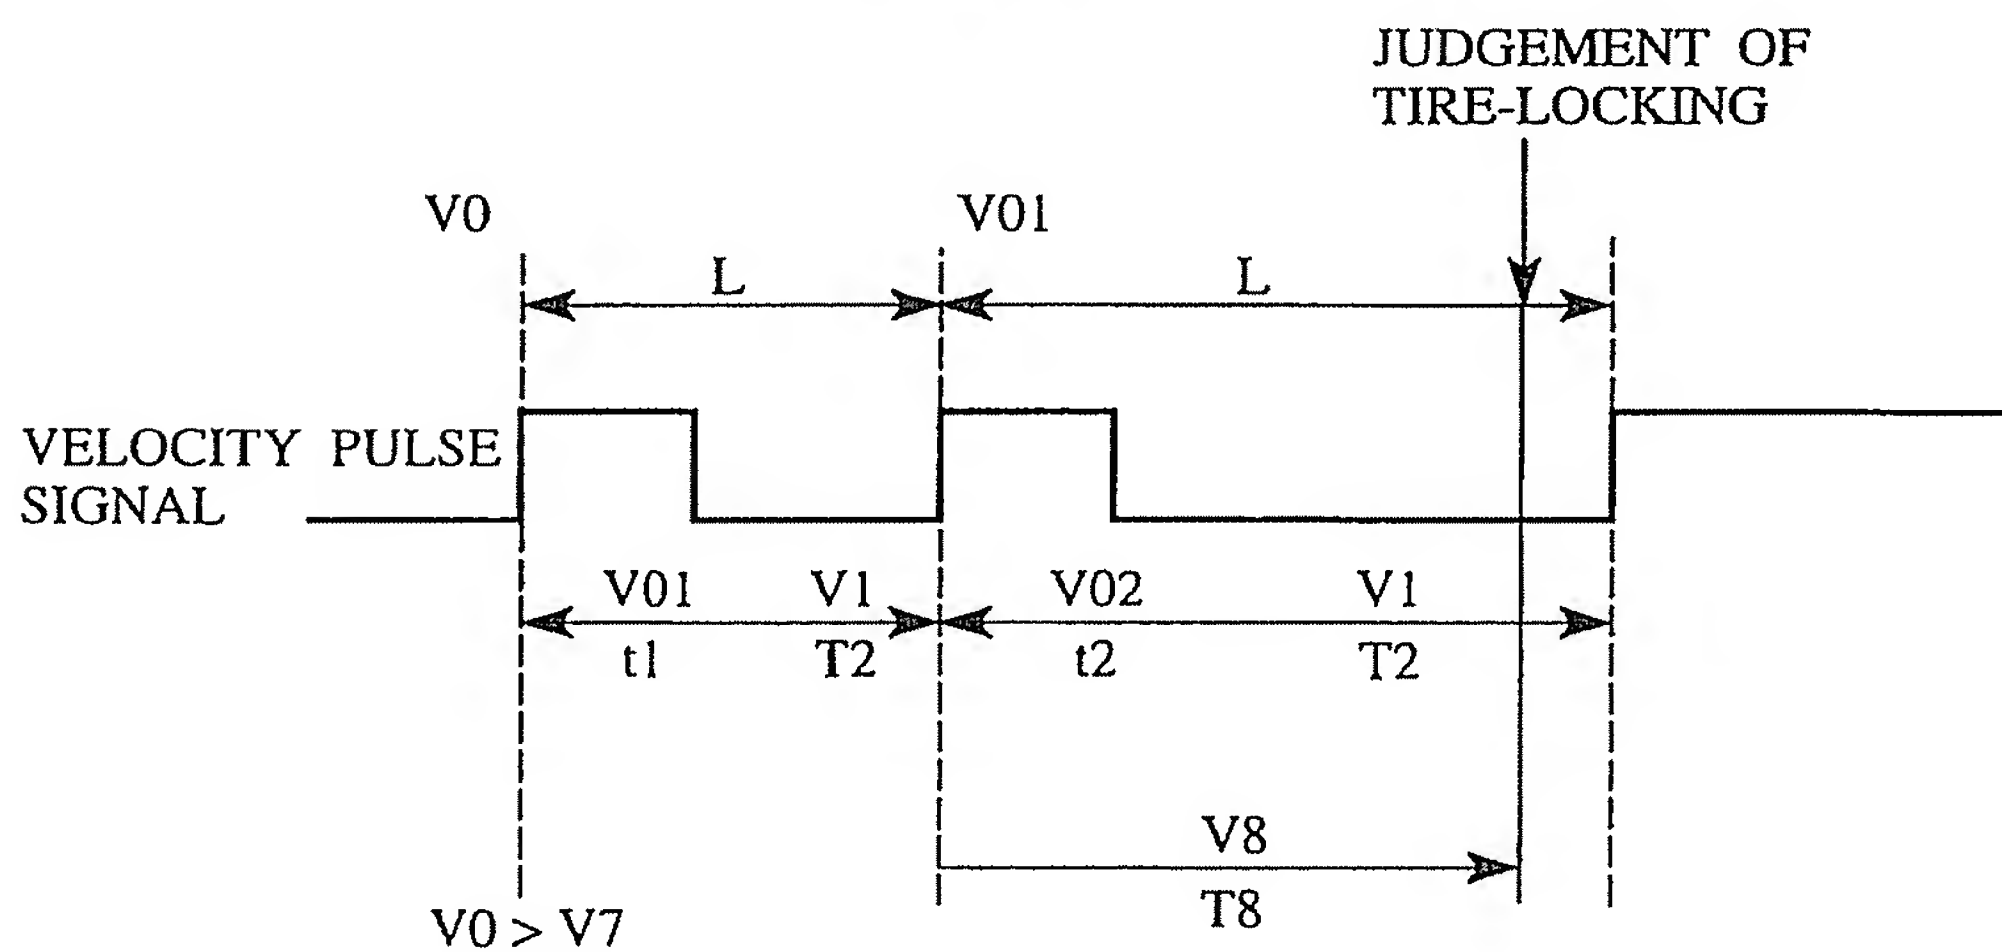 JUDGEMENT OF
TIRE-LOCKING
V0
V01
L
L
VELOCITY PULSE
SIGNAL
V01
V1
V02
V1
t1
T2
t2
T2
V8
T8
V0 > V7